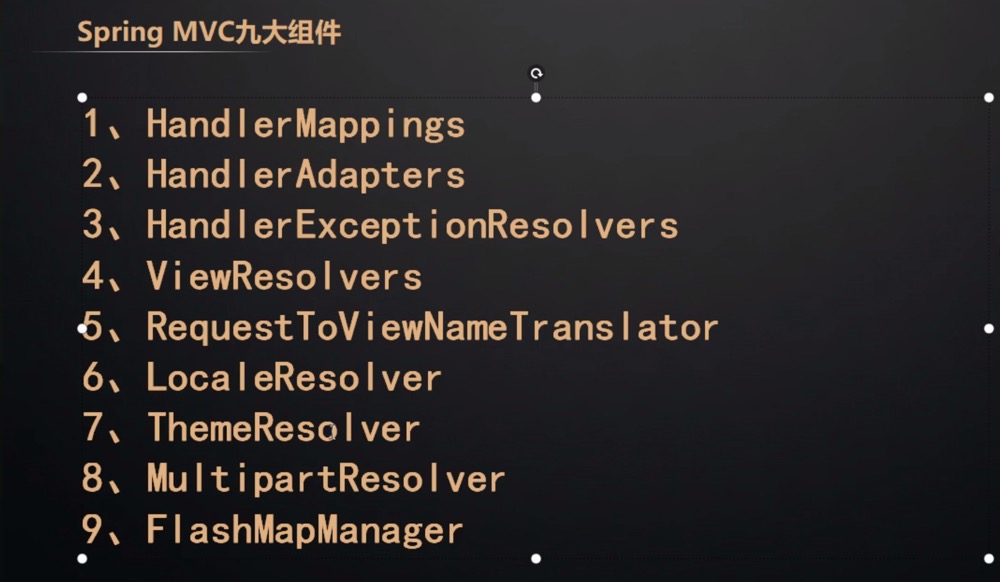 Spring MVC九大组件
1、HandlerMappings
2、HandlerAdapters
3、HandlerExceptionResolvers
4、ViewResolvers
5、RequestToViewNameTranslator
6、LocaleResolver
7、ThemeResolver
8、MultipartResolver
9、FlashMapManager